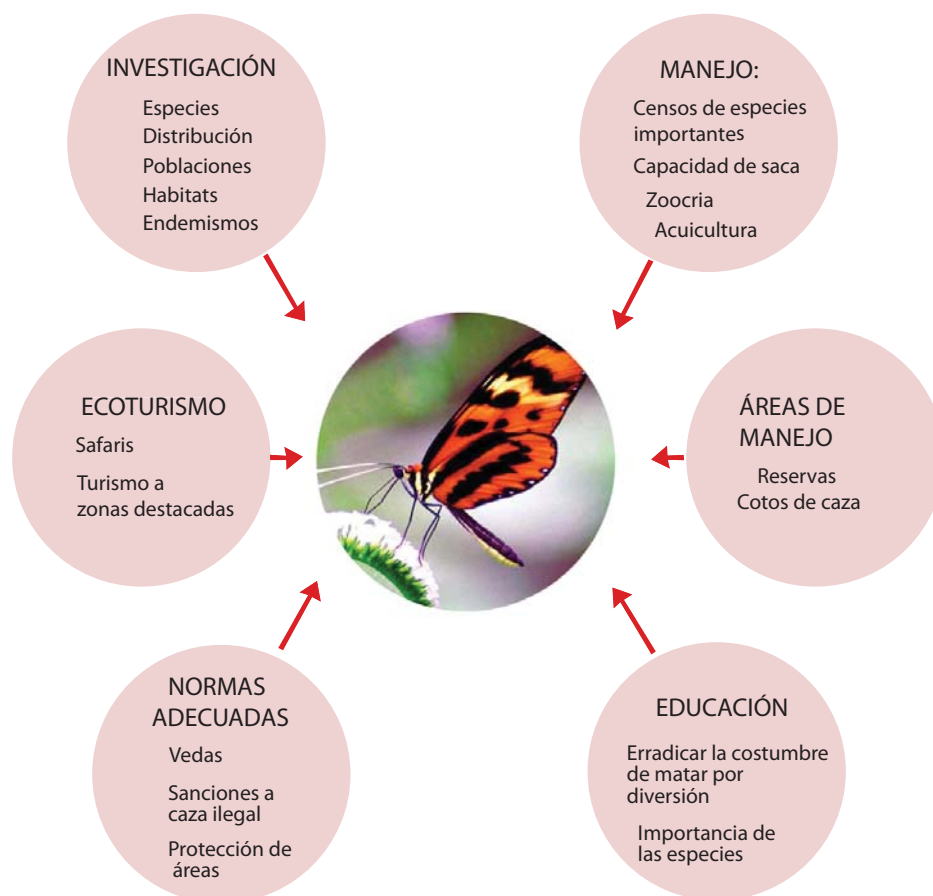 INVESTIGACIÓN
Especies
Distribución
Poblaciones
Habitats
Endemismos
MANEJO:
Censos de especies
importantes
Capacidad de saca
Zoocria
Acuicultura
ECOTURISMO
Safaris
Turismo a
zonas destacadas
ÁREAS DE
MANEJO
Reservas
Cotos de caza
NORMAS
ADECUADAS
Vedas
Sanciones a
caza ilegal
Protección de
áreas
EDUCACIÓN
Erradicar la costumbre
de matar por
diversión
Importancia de
las especies